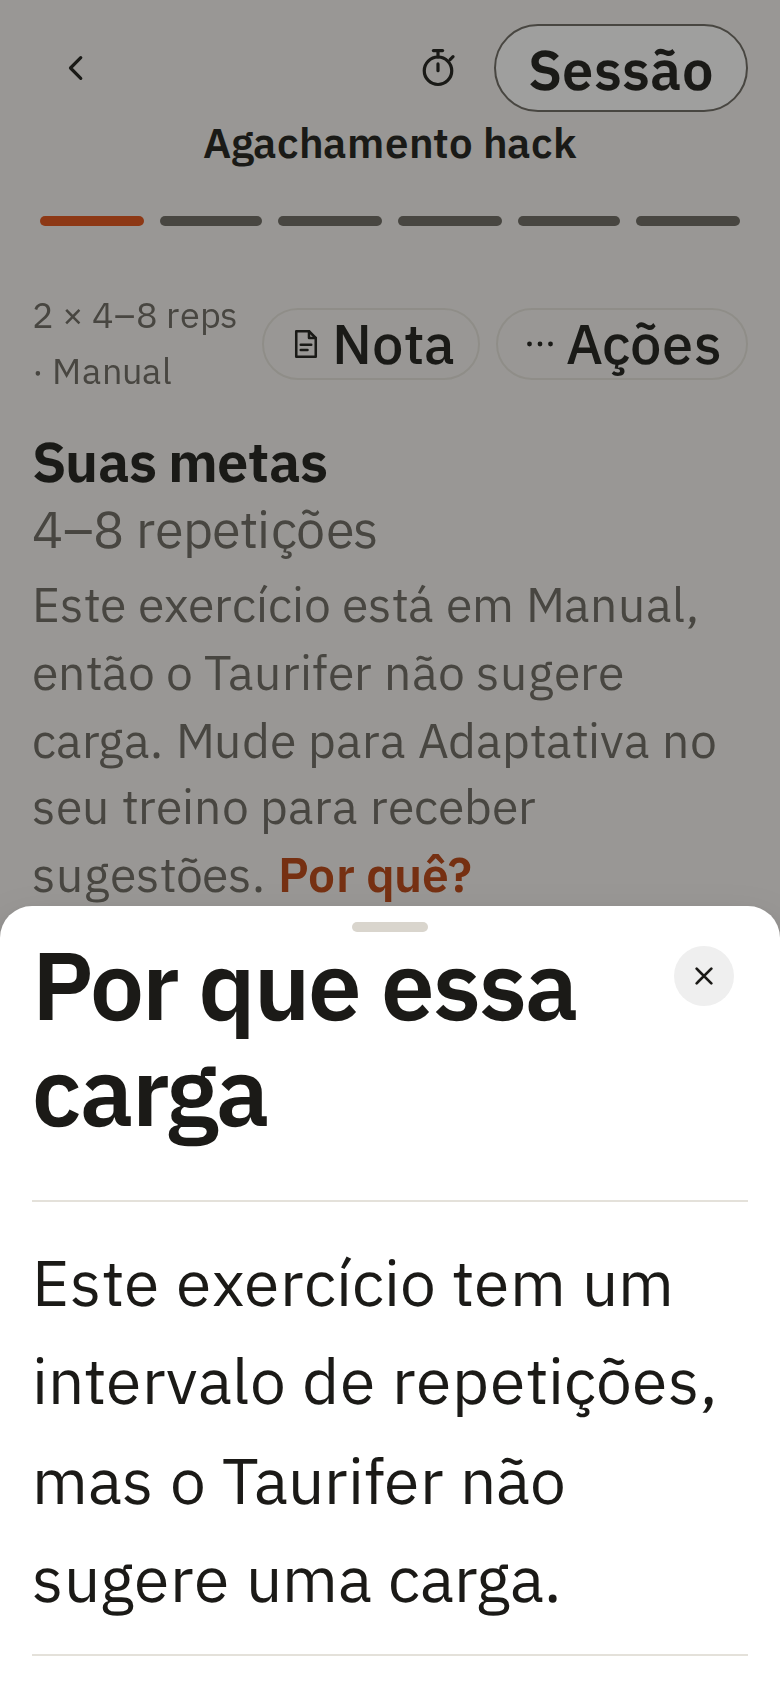 Sessão
Agachamento hack
2 × 4–8 reps
· Manual
Nota
Ações
Suas metas
4–8 repetições
Este exercício está em Manual,
então o Taurifer não sugere
carga. Mude para Adaptativa no
seu treino para receber
sugestões. Por quê?
Por que essa
carga
Este exercício tem um
intervalo de repetições,
mas o Taurifer não
sugere uma carga.